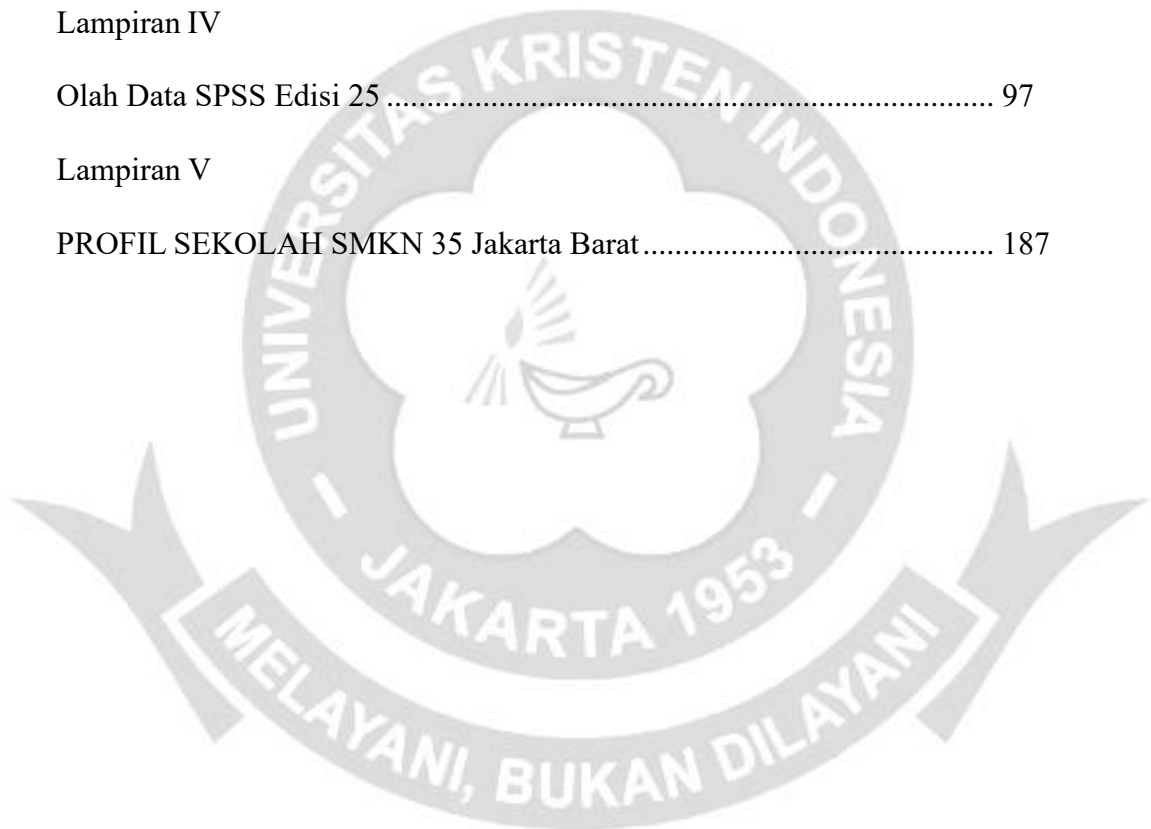 Lampiran IV
Olah Data SPSS Edisi 25 ............................................................................ 97
Lampiran V
PROFIL SEKOLAH SMKN 35 Jakarta Barat ............................................ 187
UNIVERSITAS KRISTEN INDONESIA
- JAKARTA 1953 -
MELAYANI, BUKAN DILAYANI